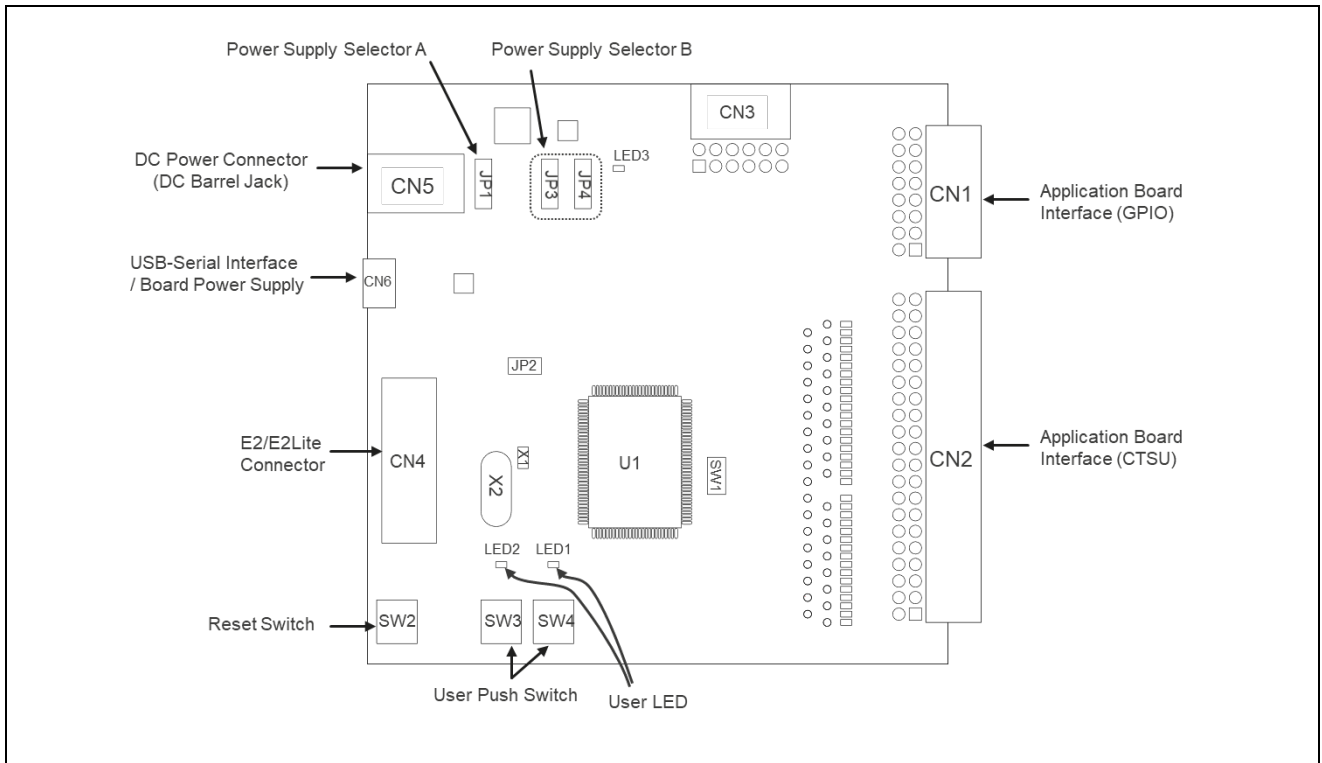 Power Supply Selector A
Power Supply Selector B
CN3
LED3
DC Power Connector
(DC Barrel Jack)
CN5
JP1
JP3
JP4
CN1
Application Board
Interface (GPIO)
USB-Serial Interface
/ Board Power Supply
CN6
JP2
E2/E2Lite
Connector
CN4
X1
X2
U1
SW1
CN2
Application Board
Interface (CTSU)
LED2
LED1
Reset Switch
SW2
SW3
SW4
User Push Switch
User LED